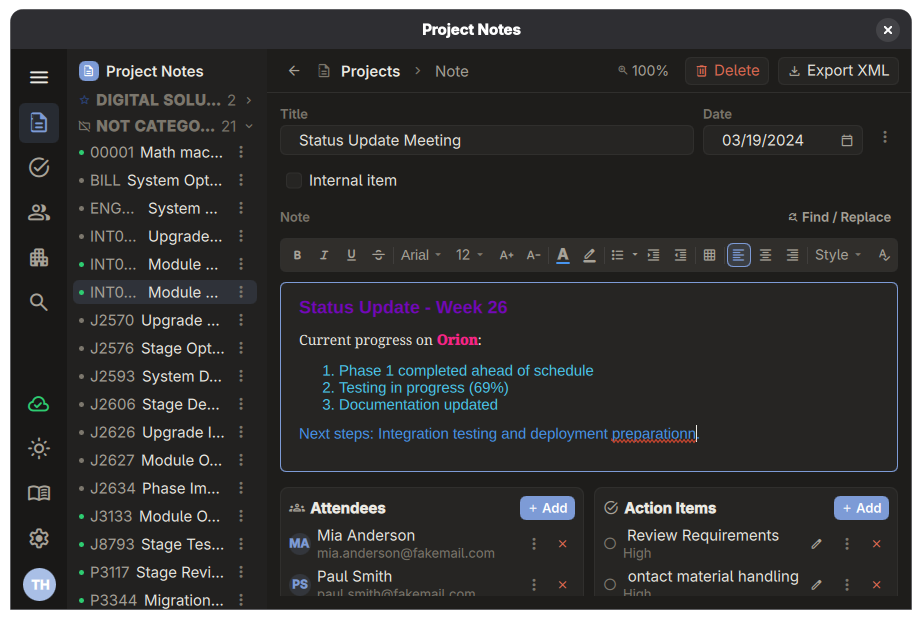 Project Notes
Project Notes
DIGITAL SOLU... 2
NOT CATEGO... 21
00001 Math mac...
BILL System Opt...
ENG... System ...
INT0... Upgrade...
INT0... Module ...
INT0... Module ...
J2570 Upgrade ...
J2576 Stage Opt...
J2593 System D...
J2606 Stage De...
J2626 Upgrade I...
J2627 Module O...
J2634 Phase Im...
J3133 Module O...
J8793 Stage Tes...
P3117 Stage Revi...
P3344 Migration...
TH
Projects > Note
100%
Delete
Export XML
Title
Status Update Meeting
Date
03/19/2024
Internal item
Note
Find / Replace
B I U S Arial 12 A+ A- A Style
Status Update - Week 26
Current progress on Orion:
1. Phase 1 completed ahead of schedule
2. Testing in progress (69%)
3. Documentation updated
Next steps: Integration testing and deployment preparationn.
Attendees
+ Add
MA Mia Anderson
mia.anderson@fakemail.com
PS Paul Smith
paul.smith@fakemail.com
Action Items
+ Add
Review Requirements
High
ontact material handling
High